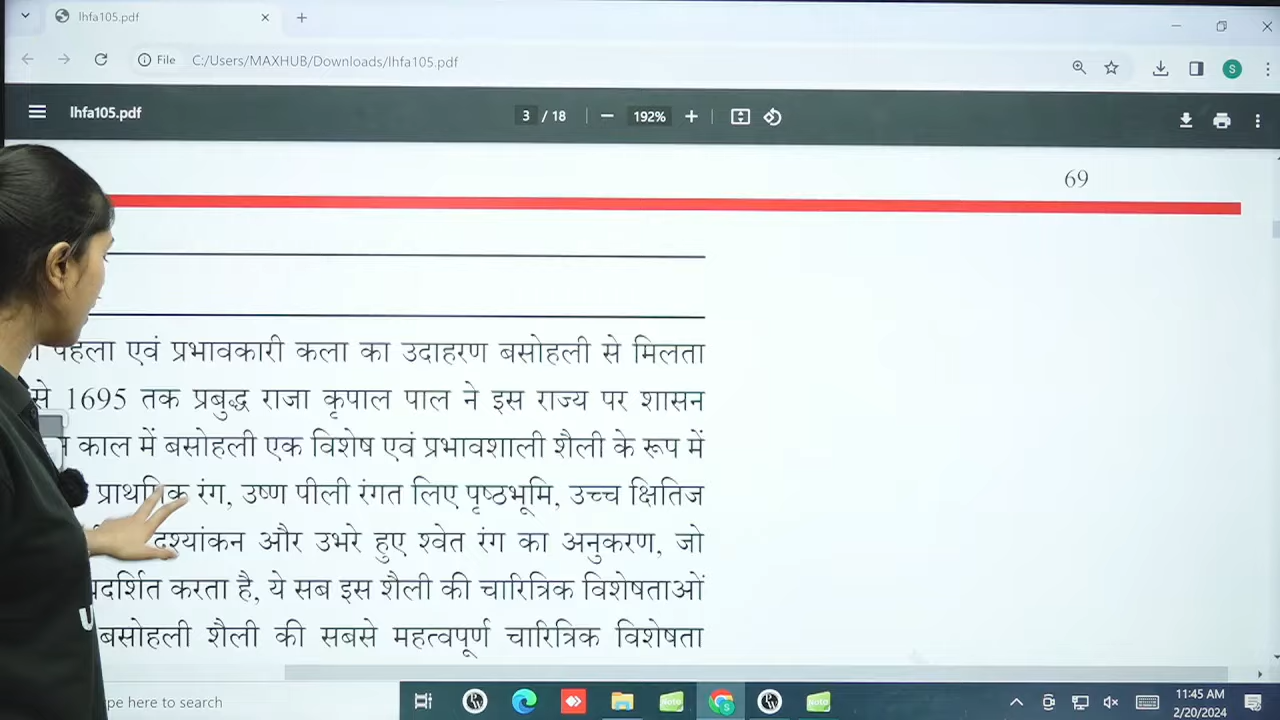 lhfa105.pdf
File C:/Users/MAXHUB/Downloads/lhfa105.pdf
S
lhfa105.pdf
3 / 18
192%
69
पहला एवं प्रभावकारी कला का उदाहरण बसोहली से मिलता
से 1695 तक प्रबुद्ध राजा कृपाल पाल ने इस राज्य पर शासन
काल में बसोहली एक विशेष एवं प्रभावशाली शैली के रूप में
प्राथमिक रंग, उष्ण पीली रंगत लिए पृष्ठभूमि, उच्च क्षितिज
और उभरे हुए श्वेत रंग का अनुकरण, जो
करता है, ये सब इस शैली की चारित्रिक विशेषताओं
बसोहली शैली की सबसे महत्वपूर्ण चारित्रिक विशेषता
here to search
11:45 AM
2/20/2024